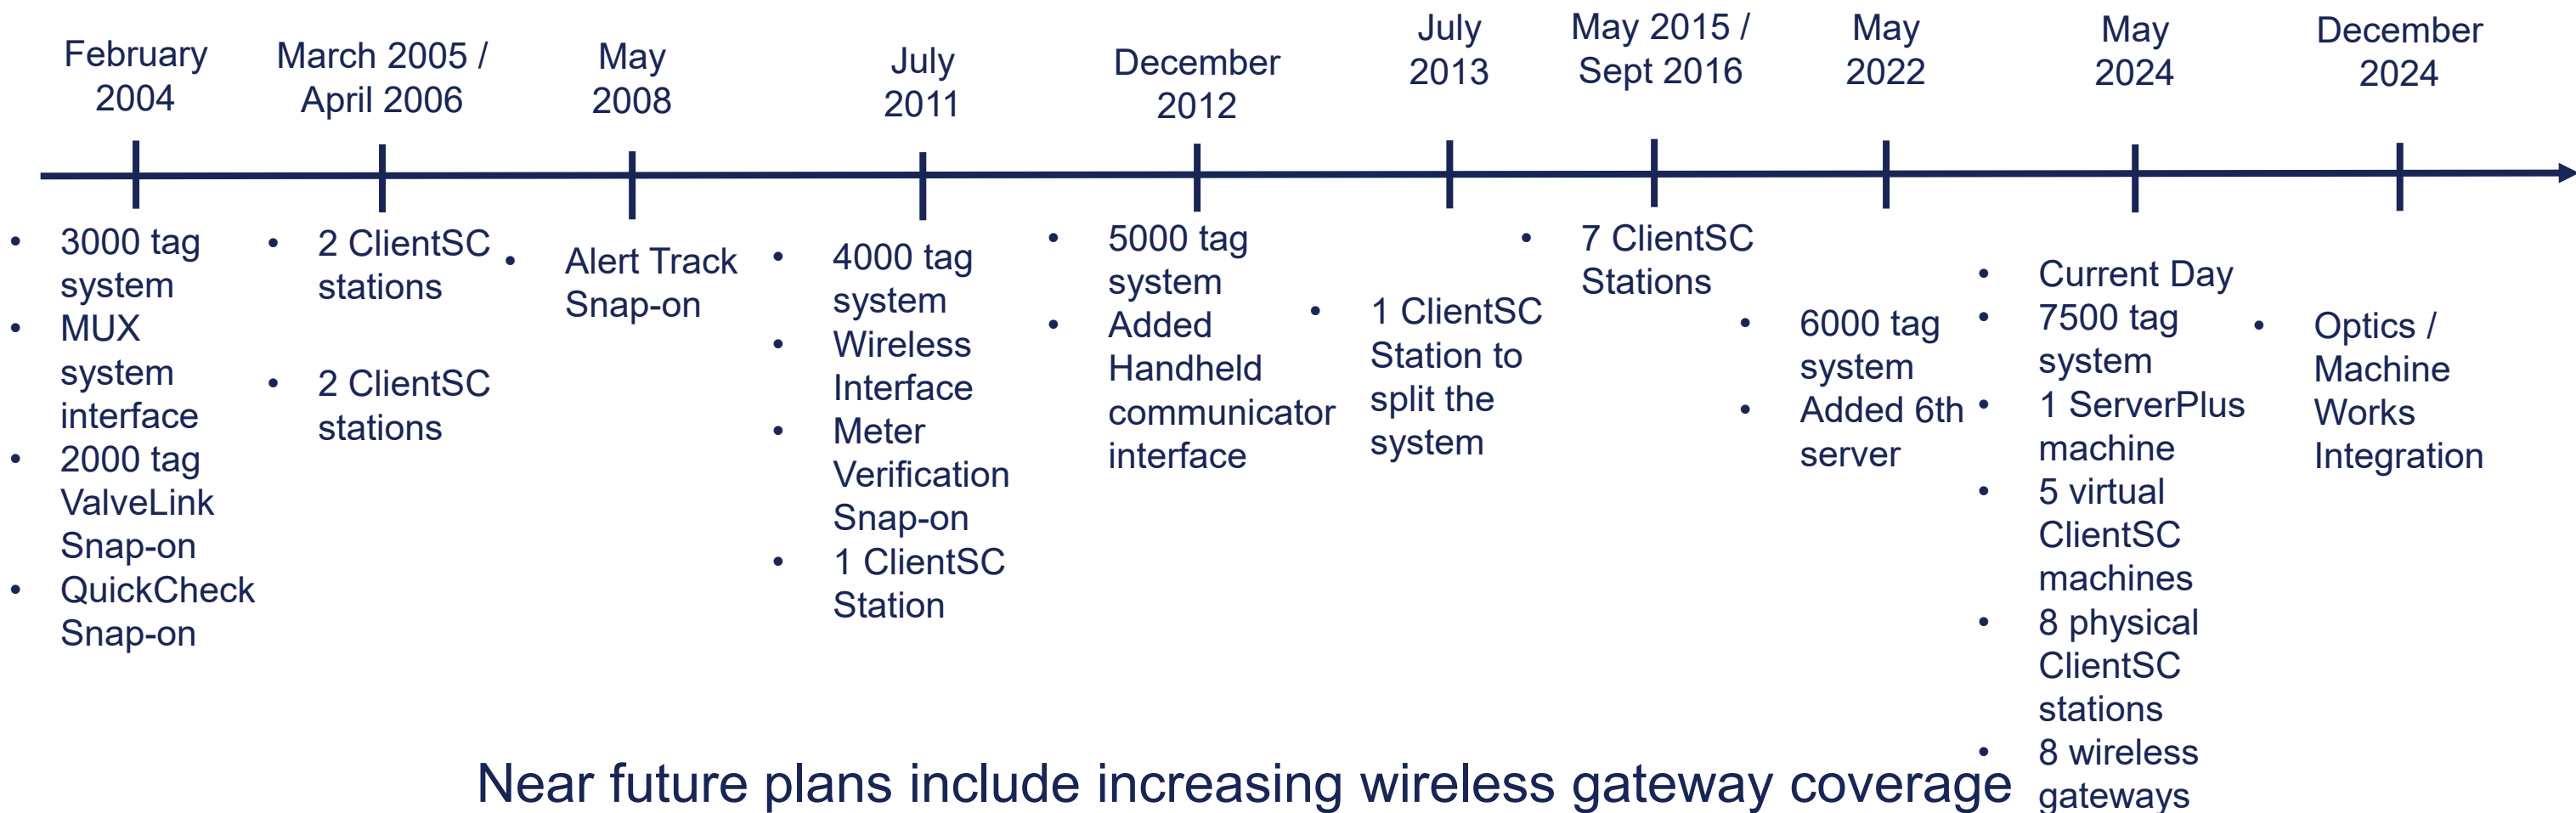 February
2004
March 2005 /
April 2006
May
2008
July
2011
December
2012
July
2013
May 2015 /
Sept 2016
May
2022
May
2024
December
2024
• 3000 tag
system
• MUX
system
interface
• 2000 tag
ValveLink
Snap-on
• QuickCheck
Snap-on
• 2 ClientSC
stations
• 2 ClientSC
stations
• Alert Track
Snap-on
• 4000 tag
system
• Wireless
Interface
• Meter
Verification
Snap-on
• 1 ClientSC
Station
• 5000 tag
system
• Added
Handheld
communicator
interface
• 1 ClientSC
Station to
split the
system
• 7 ClientSC
Stations
• 6000 tag
system
• Added 6th
server
• Current Day
• 7500 tag
system
• 1 ServerPlus
machine
• 5 virtual
ClientSC
machines
• 8 physical
ClientSC
stations
• 8 wireless
gateways
• Optics /
Machine
Works
Integration
Near future plans include increasing wireless gateway coverage